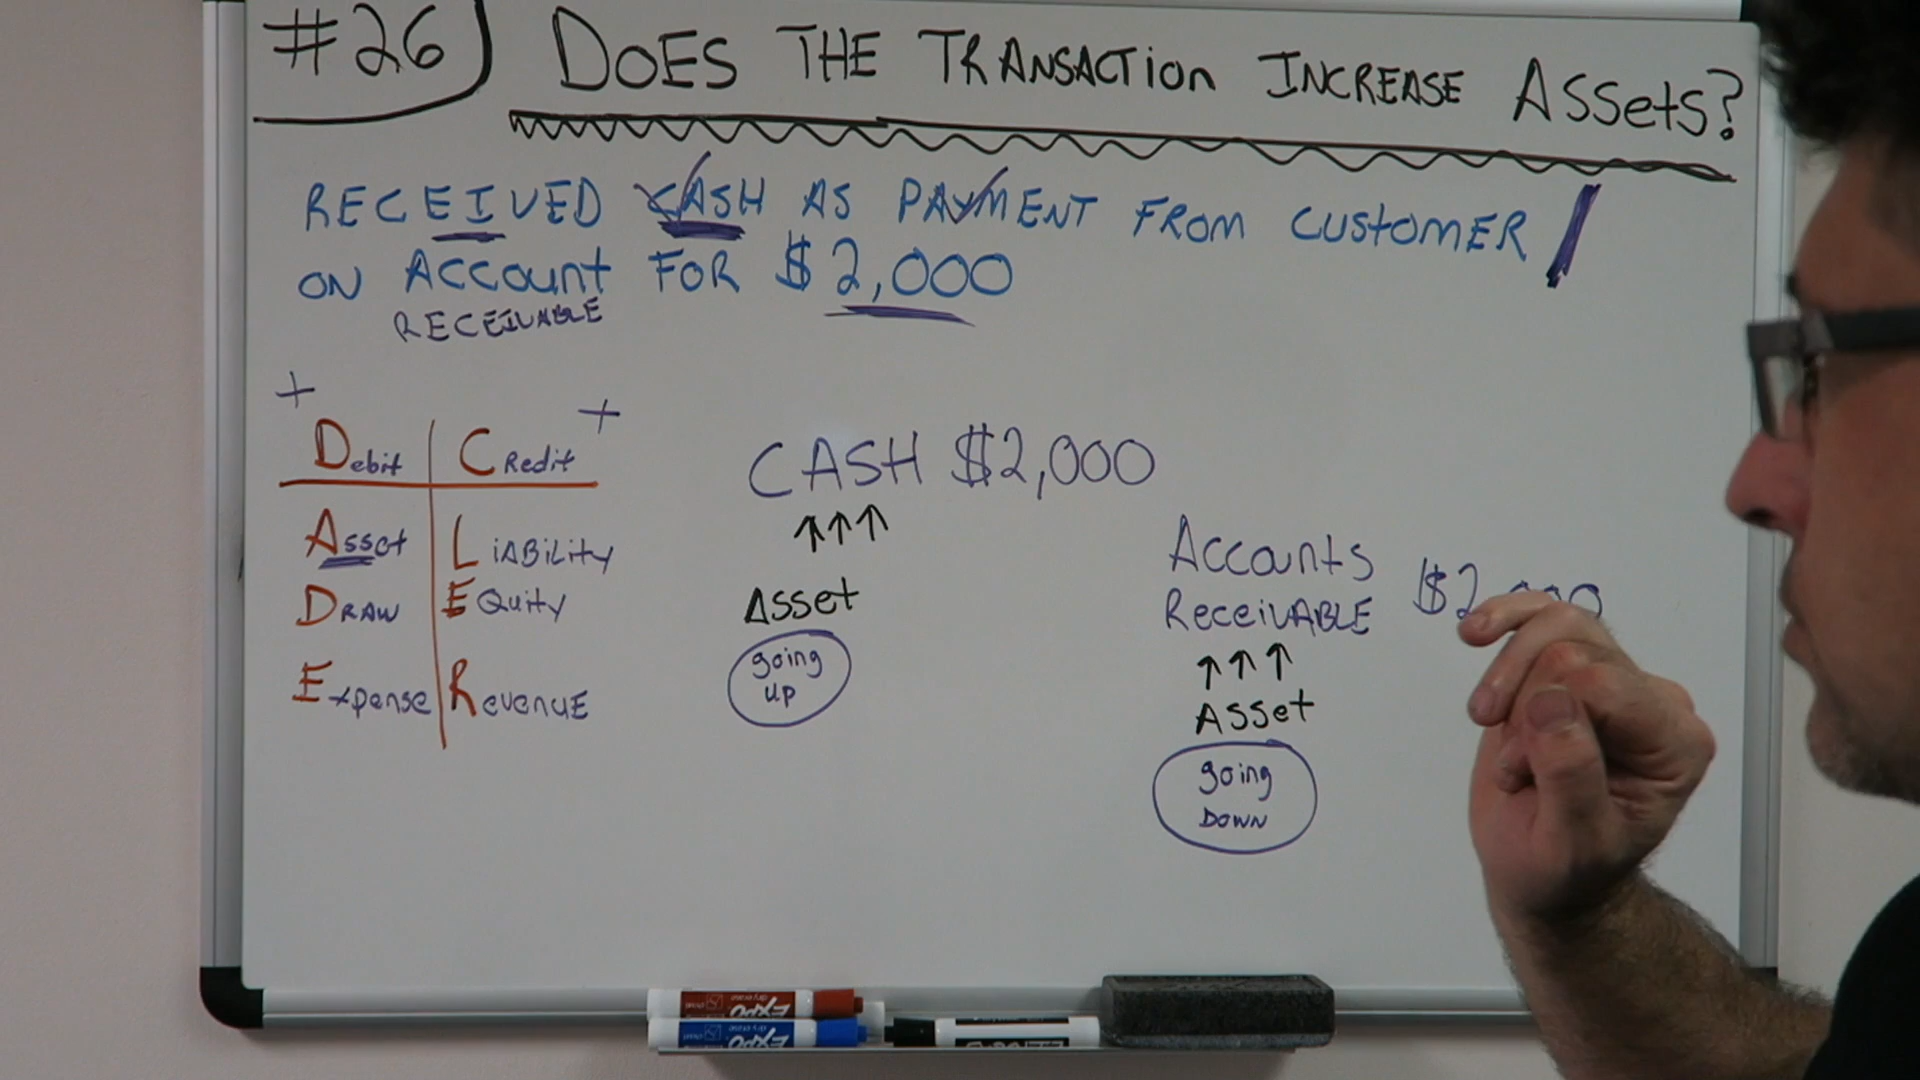 #26) DOES THE TRANSACTION INCREASE ASSets?
RECEIVED CASH AS PAYMENT FROM CUSTOMER
ON ACCOUNT FOR $2,000
RECEIVABLE
+ +
Debit CRedit
Asset LiABiLity
DRAW EQuity
Expense RevenuE
CASH $2,000
↑↑↑
Asset
going
up
Accounts
ReceiVABLE $2,000
↑↑↑
Asset
going
DOWN
EXPO
EXPO